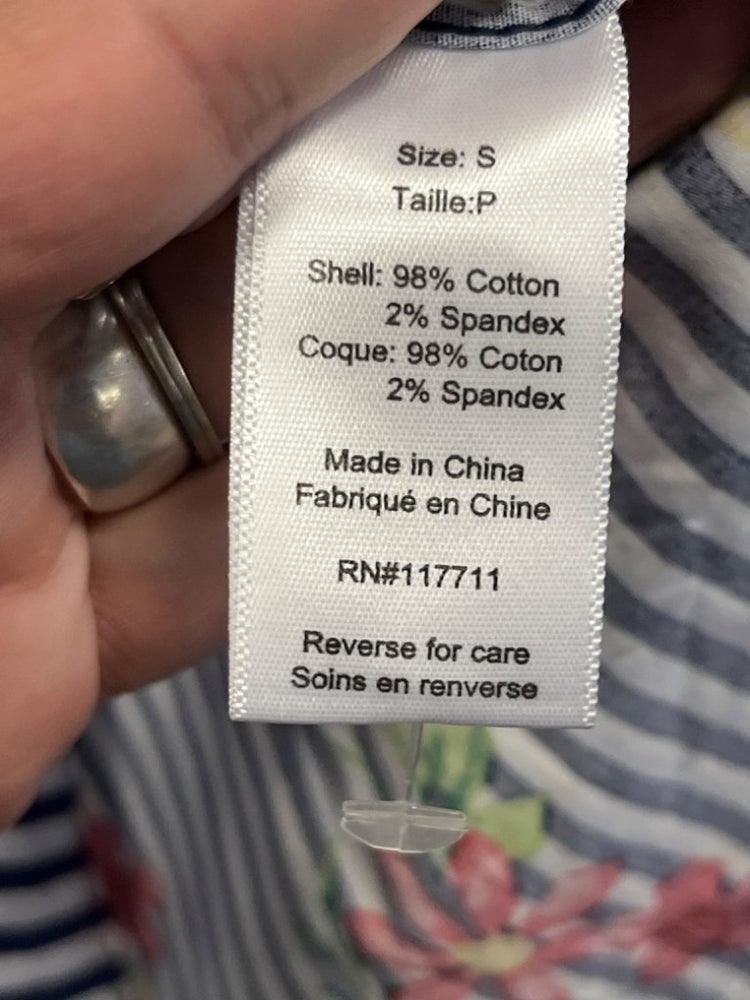 Size: S
Taille:P
Shell: 98% Cotton
2% Spandex
Coque: 98% Coton
2% Spandex
Made in China
Fabriqué en Chine
RN#117711
Reverse for care
Soins en renverse